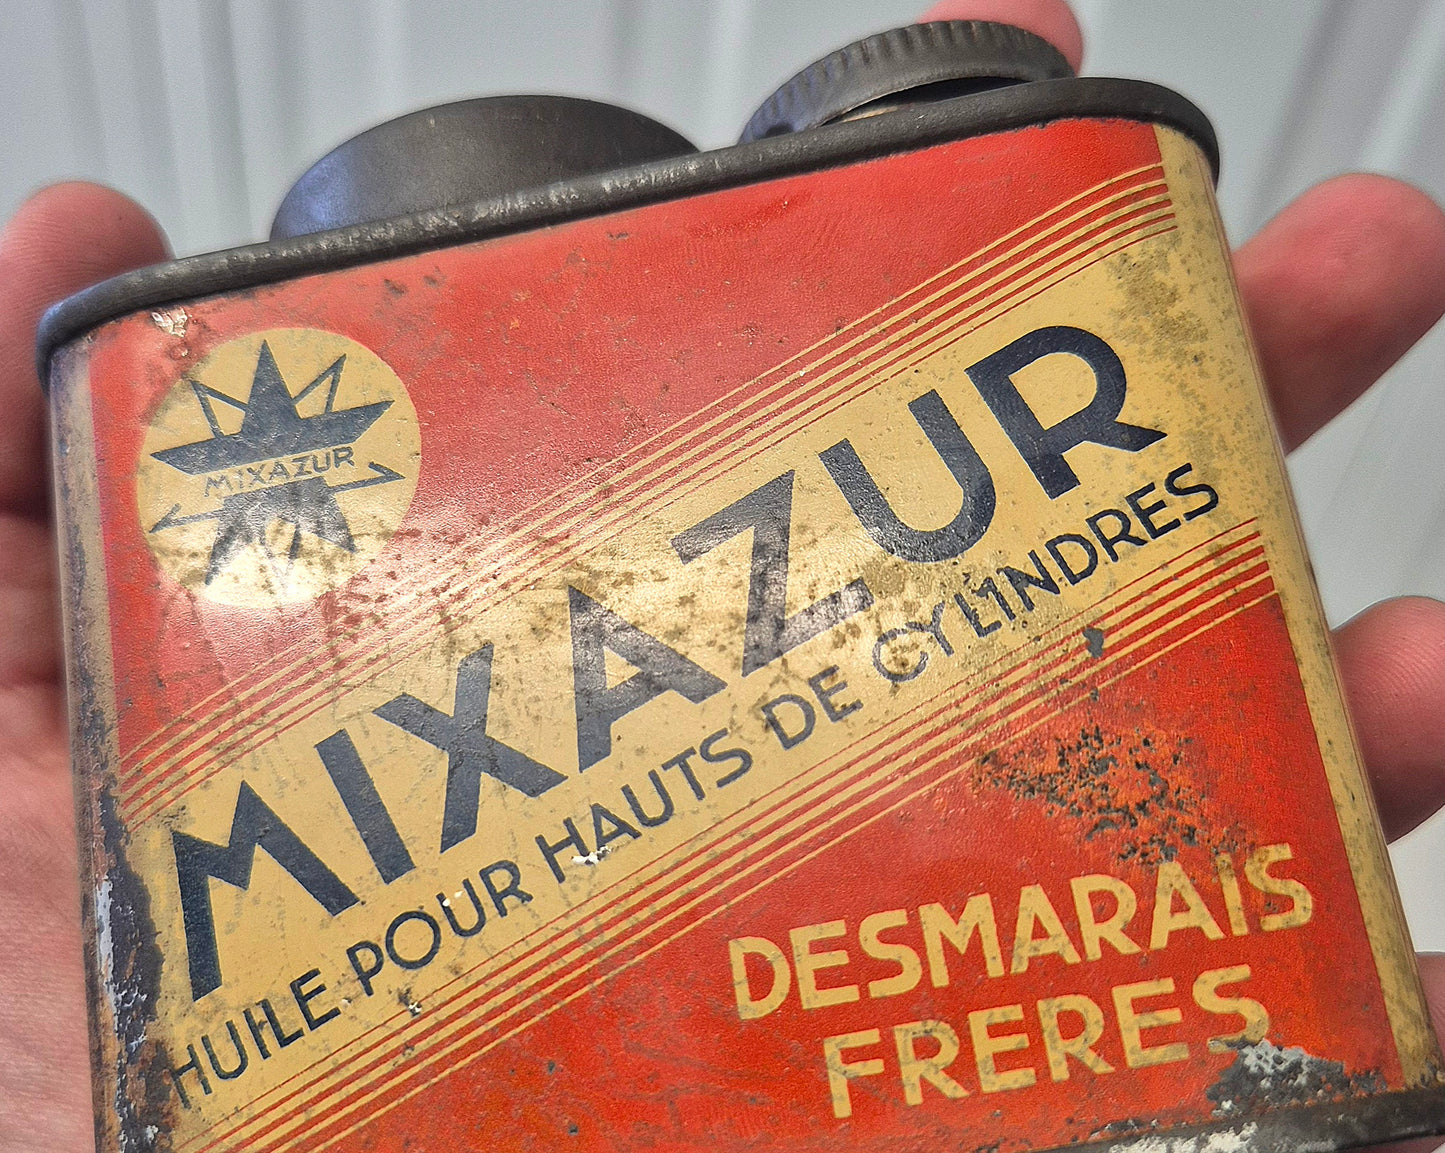 MIXAZUR
MIXAZUR
HUILE POUR HAUTS DE CYLINDRES
DESMARAIS
FRERES